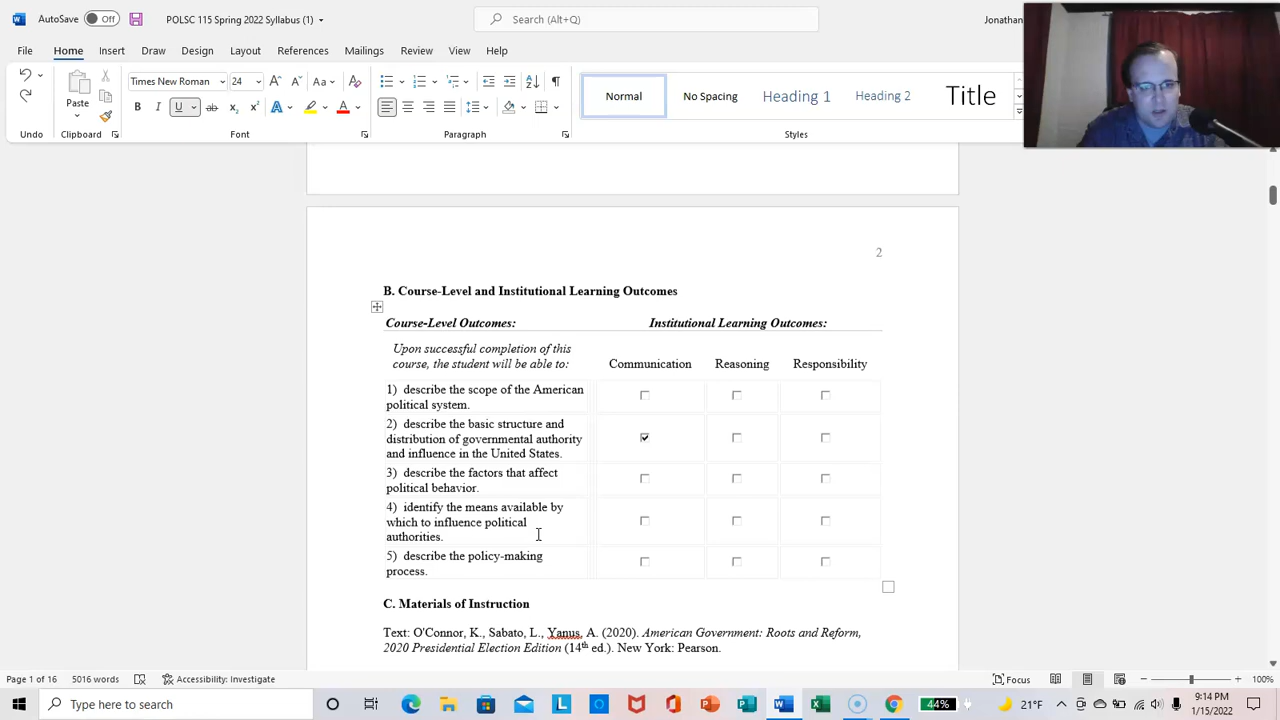 AutoSave Off POLSC 115 Spring 2022 Syllabus (1) Search (Alt+Q) Jonathan
File Home Insert Draw Design Layout References Mailings Review View Help
Times New Roman 24 Aa
Paste
Normal No Spacing Heading 1 Heading 2 Title
B I U ab x2 x2 A A
Undo Clipboard Font Paragraph Styles
2
B. Course-Level and Institutional Learning Outcomes
Course-Level Outcomes: Institutional Learning Outcomes:
Upon successful completion of this
course, the student will be able to: Communication Reasoning Responsibility
1) describe the scope of the American
political system.
2) describe the basic structure and
distribution of governmental authority
and influence in the United States.
3) describe the factors that affect
political behavior.
4) identify the means available by
which to influence political
authorities.
5) describe the policy-making
process.
C. Materials of Instruction
Text: O'Connor, K., Sabato, L., Yanus, A. (2020). American Government: Roots and Reform,
2020 Presidential Election Edition (14th ed.). New York: Pearson.
Page 1 of 16 5016 words Accessibility: Investigate Focus 100%
Type here to search 44% 21°F 9:14 PM
1/15/2022